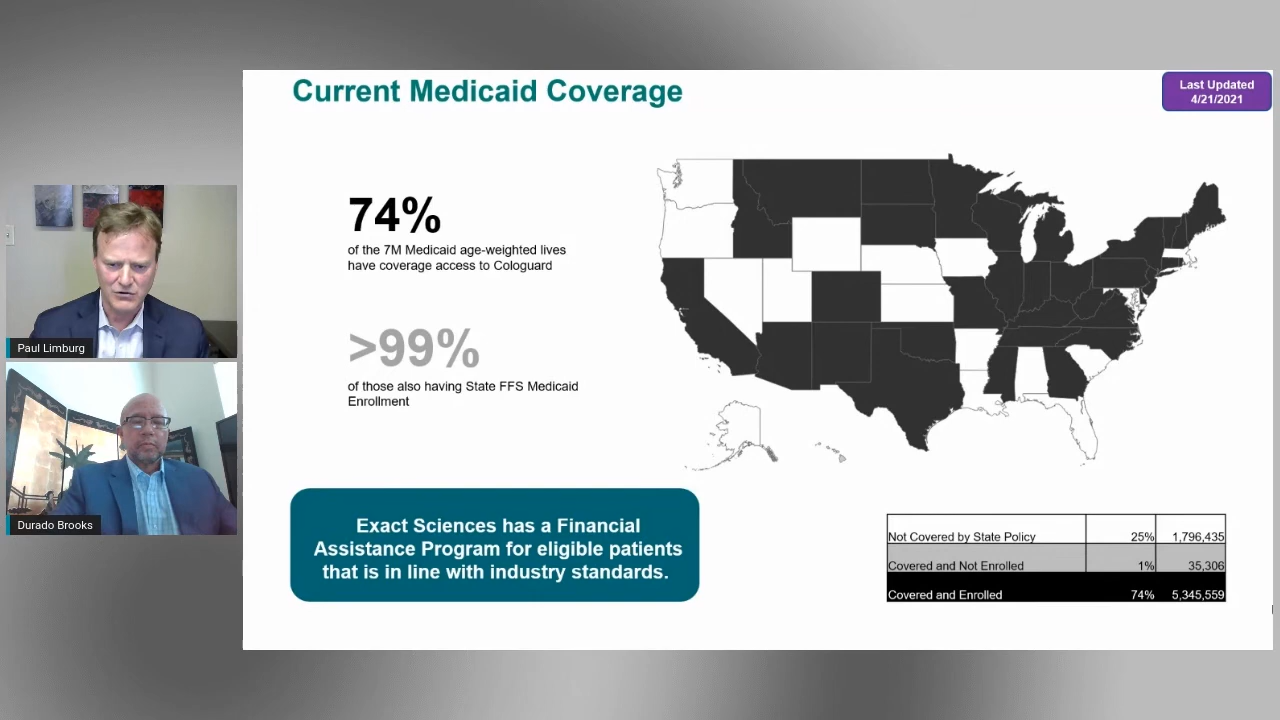 Current Medicaid Coverage
Last Updated
4/21/2021
74%
of the 7M Medicaid age-weighted lives
have coverage access to Cologuard
>99%
of those also having State FFS Medicaid
Enrollment
Paul Limburg
Durado Brooks
Exact Sciences has a Financial
Assistance Program for eligible patients
that is in line with industry standards.
Not Covered by State Policy 25% 1,796,435
Covered and Not Enrolled 1% 35,306
Covered and Enrolled 74% 5,345,559